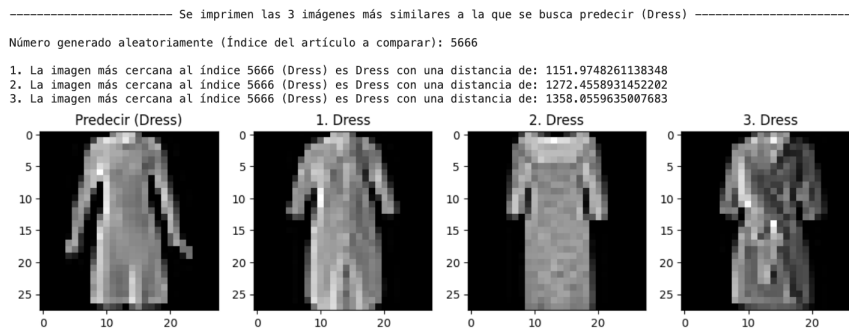 ------------------------ Se imprimen las 3 imágenes más similares a la que se busca predecir (Dress) -----------------------
Número generado aleatoriamente (Índice del artículo a comparar): 5666
1. La imagen más cercana al índice 5666 (Dress) es Dress con una distancia de: 1151.9748261138348
2. La imagen más cercana al índice 5666 (Dress) es Dress con una distancia de: 1272.4558931452202
3. La imagen más cercana al índice 5666 (Dress) es Dress con una distancia de: 1358.0559635007683
Predecir (Dress) 1. Dress 2. Dress 3. Dress
0 0 0 0
5 5 5 5
10 10 10 10
15 15 15 15
20 20 20 20
25 25 25 25
0 10 20 0 10 20 0 10 20 0 10 20